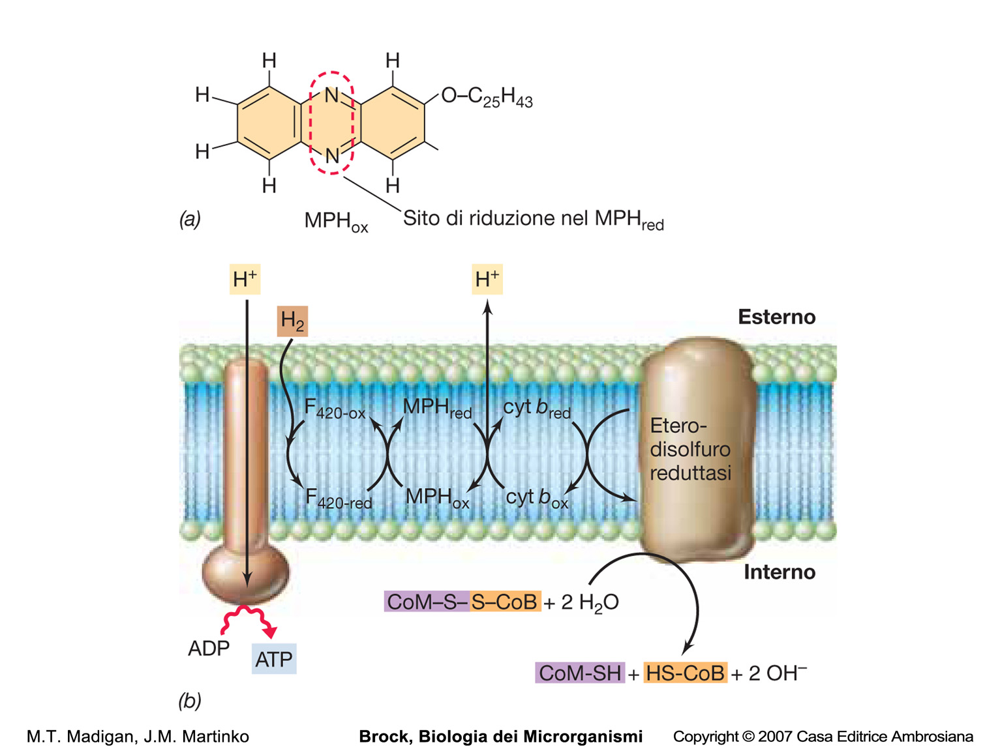 H H
H N O–C₂₅H₄₃
H N
H H
(a) MPHox Sito di riduzione nel MPHred
H⁺ H⁺
H₂ Esterno
F420-ox MPHred cyt bred
Etero-
disolfuro
reduttasi
F420-red MPHox cyt box
Interno
CoM–S–S–CoB + 2 H₂O
ADP ATP
CoM-SH + HS-CoB + 2 OH⁻
(b)
M.T. Madigan, J.M. Martinko Brock, Biologia dei Microrganismi Copyright © 2007 Casa Editrice Ambrosiana